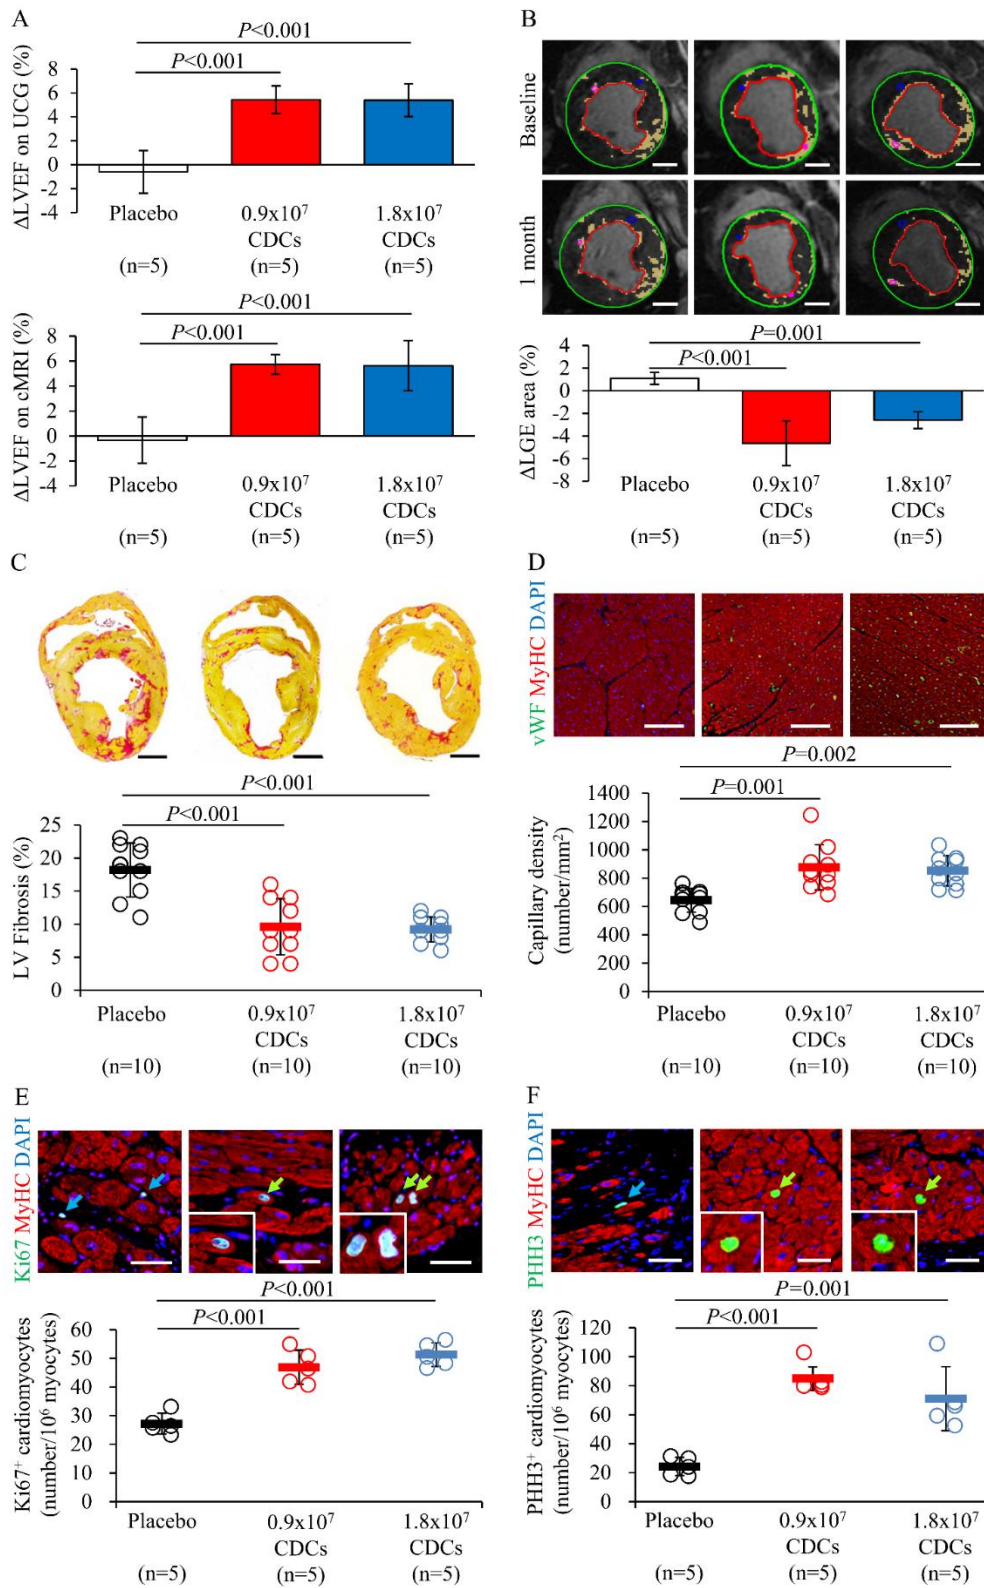 A
P<0.001
P<0.001
ΔLVEF on UCG (%)
8
6
4
2
0
-2
-4
Placebo
0.9x10⁷
CDCs
1.8x10⁷
CDCs
(n=5)
(n=5)
(n=5)
P<0.001
P<0.001
ΔLVEF on cMRI (%)
8
6
4
2
0
-2
-4
Placebo
0.9x10⁷
CDCs
1.8x10⁷
CDCs
(n=5)
(n=5)
(n=5)
B
Baseline
1 month
P=0.001
P<0.001
ΔLGE area (%)
4
2
0
-2
-4
-6
-8
Placebo
0.9x10⁷
CDCs
1.8x10⁷
CDCs
(n=5)
(n=5)
(n=5)
C
P<0.001
P<0.001
LV Fibrosis (%)
25
20
15
10
5
0
Placebo
0.9x10⁷
CDCs
1.8x10⁷
CDCs
(n=10)
(n=10)
(n=10)
D
vWF MyHC DAPI
P=0.002
P=0.001
Capillary density
(number/mm²)
1400
1200
1000
800
600
400
200
0
Placebo
0.9x10⁷
CDCs
1.8x10⁷
CDCs
(n=10)
(n=10)
(n=10)
E
Ki67 MyHC DAPI
P<0.001
P<0.001
Ki67⁺ cardiomyocytes
(number/10⁶ myocytes)
60
50
40
30
20
10
0
Placebo
0.9x10⁷
CDCs
1.8x10⁷
CDCs
(n=5)
(n=5)
(n=5)
F
PHH3 MyHC DAPI
P=0.001
P<0.001
PHH3⁺ cardiomyocytes
(number/10⁶ myocytes)
120
100
80
60
40
20
0
Placebo
0.9x10⁷
CDCs
1.8x10⁷
CDCs
(n=5)
(n=5)
(n=5)